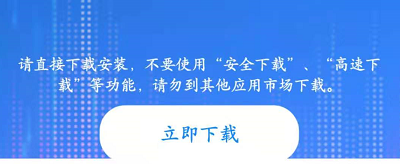 请直接下载安装，不要使用“安全下载”、“高速下
载”等功能，请勿到其他应用市场下载。
立即下载